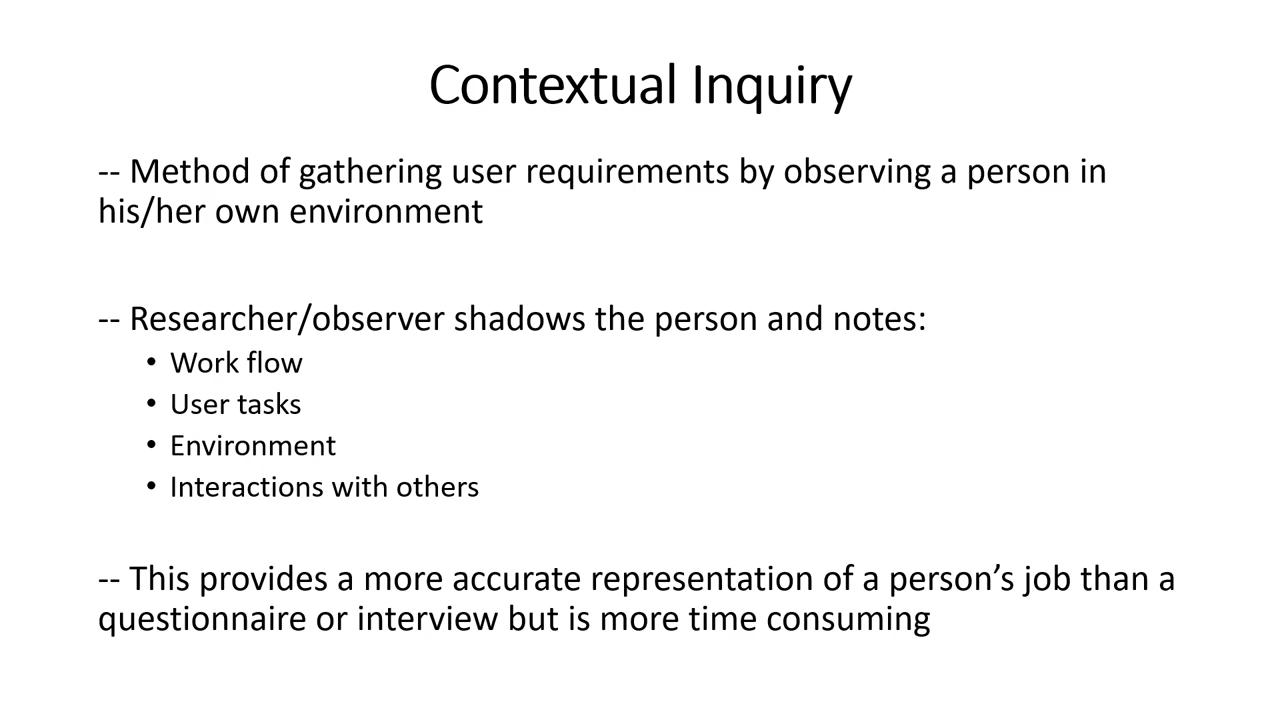 Contextual Inquiry
-- Method of gathering user requirements by observing a person in
his/her own environment
-- Researcher/observer shadows the person and notes:
• Work flow
• User tasks
• Environment
• Interactions with others
-- This provides a more accurate representation of a person’s job than a
questionnaire or interview but is more time consuming